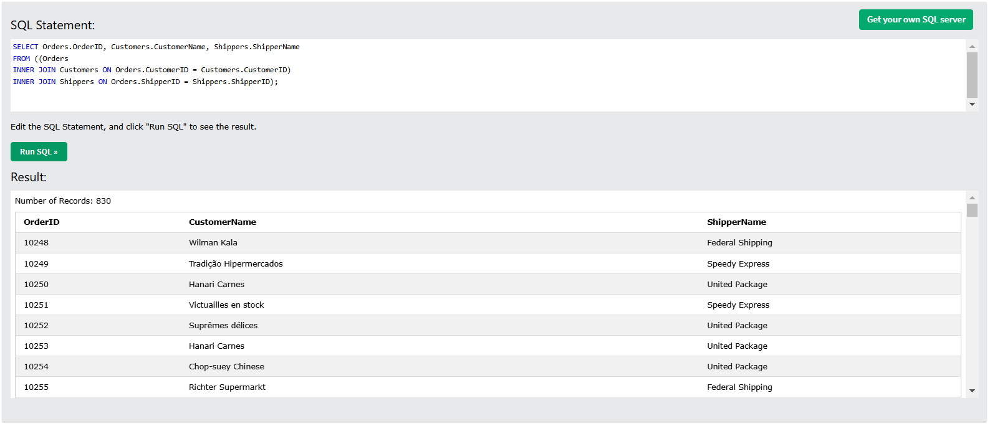 Get your own SQL server
SQL Statement:
SELECT Orders.OrderID, Customers.CustomerName, Shippers.ShipperName
FROM ((Orders
INNER JOIN Customers ON Orders.CustomerID = Customers.CustomerID)
INNER JOIN Shippers ON Orders.ShipperID = Shippers.ShipperID);
Edit the SQL Statement, and click "Run SQL" to see the result.
Run SQL »
Result:
Number of Records: 830
OrderID CustomerName ShipperName
10248 Wilman Kala Federal Shipping
10249 Tradição Hipermercados Speedy Express
10250 Hanari Carnes United Package
10251 Victuailles en stock Speedy Express
10252 Suprêmes délices United Package
10253 Hanari Carnes United Package
10254 Chop-suey Chinese United Package
10255 Richter Supermarkt Federal Shipping